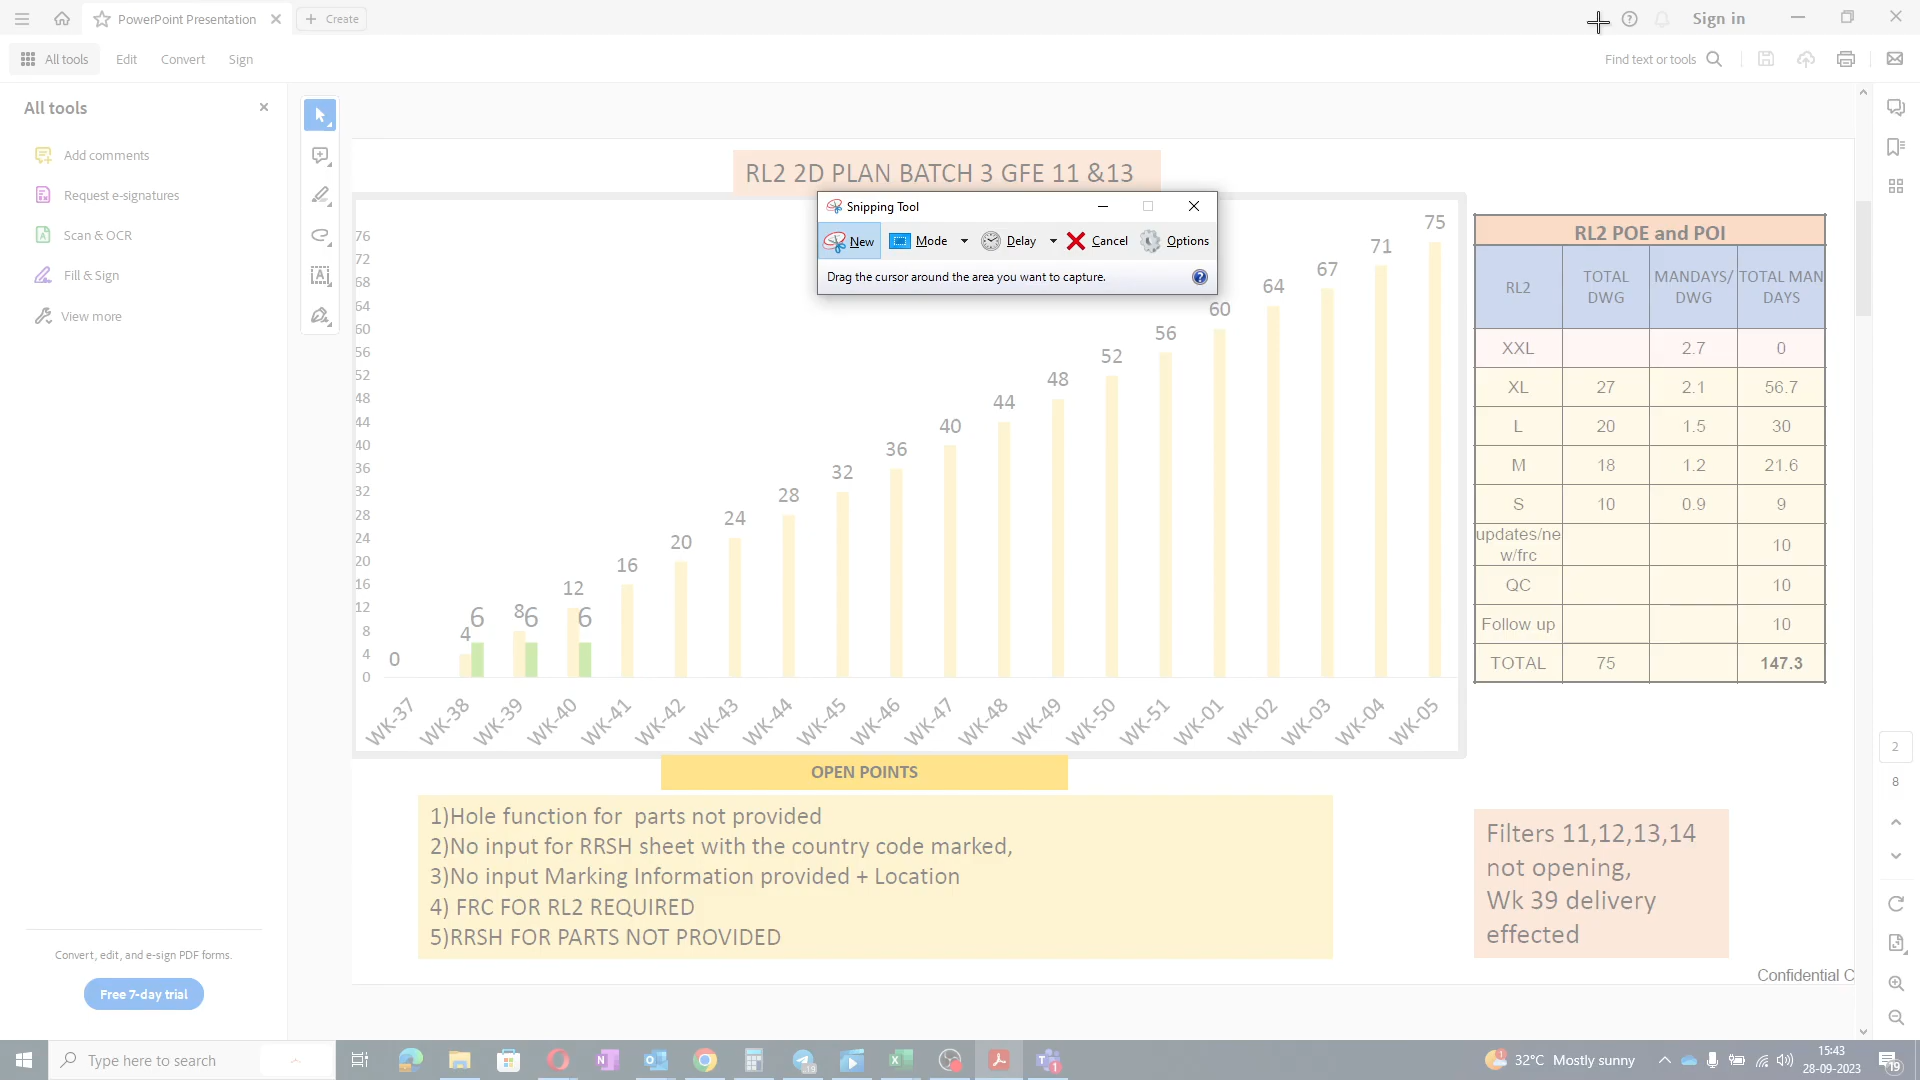 PowerPoint Presentation
Create
Sign in
All tools
Edit
Convert
Sign
Find text or tools
All tools
Add comments
Request e-signatures
Scan & OCR
Fill & Sign
View more
Convert, edit, and e-sign PDF forms.
Free 7-day trial
RL2 2D PLAN BATCH 3 GFE 11 &13
Snipping Tool
New
Mode
Delay
Cancel
Options
Drag the cursor around the area you want to capture.
76
72
68
64
60
56
52
48
44
40
36
32
28
24
20
16
12
8
4
0
0
4
6
8
6
12
6
16
20
24
28
32
36
40
44
48
52
56
60
64
67
71
75
WK-37
WK-38
WK-39
WK-40
WK-41
WK-42
WK-43
WK-44
WK-45
WK-46
WK-47
WK-48
WK-49
WK-50
WK-51
WK-01
WK-02
WK-03
WK-04
WK-05
RL2 POE and POI
RL2 TOTAL DWG MANDAYS/ DWG TOTAL MAN DAYS
XXL 2.7 0
XL 27 2.1 56.7
L 20 1.5 30
M 18 1.2 21.6
S 10 0.9 9
updates/ne
w/frc 10
QC 10
Follow up 10
TOTAL 75 147.3
OPEN POINTS
1)Hole function for  parts not provided
2)No input for RRSH sheet with the country code marked,
3)No input Marking Information provided + Location
4) FRC FOR RL2 REQUIRED
5)RRSH FOR PARTS NOT PROVIDED
Filters 11,12,13,14
not opening,
Wk 39 delivery
effected
Confidential C
2
8
Type here to search
32°C Mostly sunny
15:43
28-09-2023
19